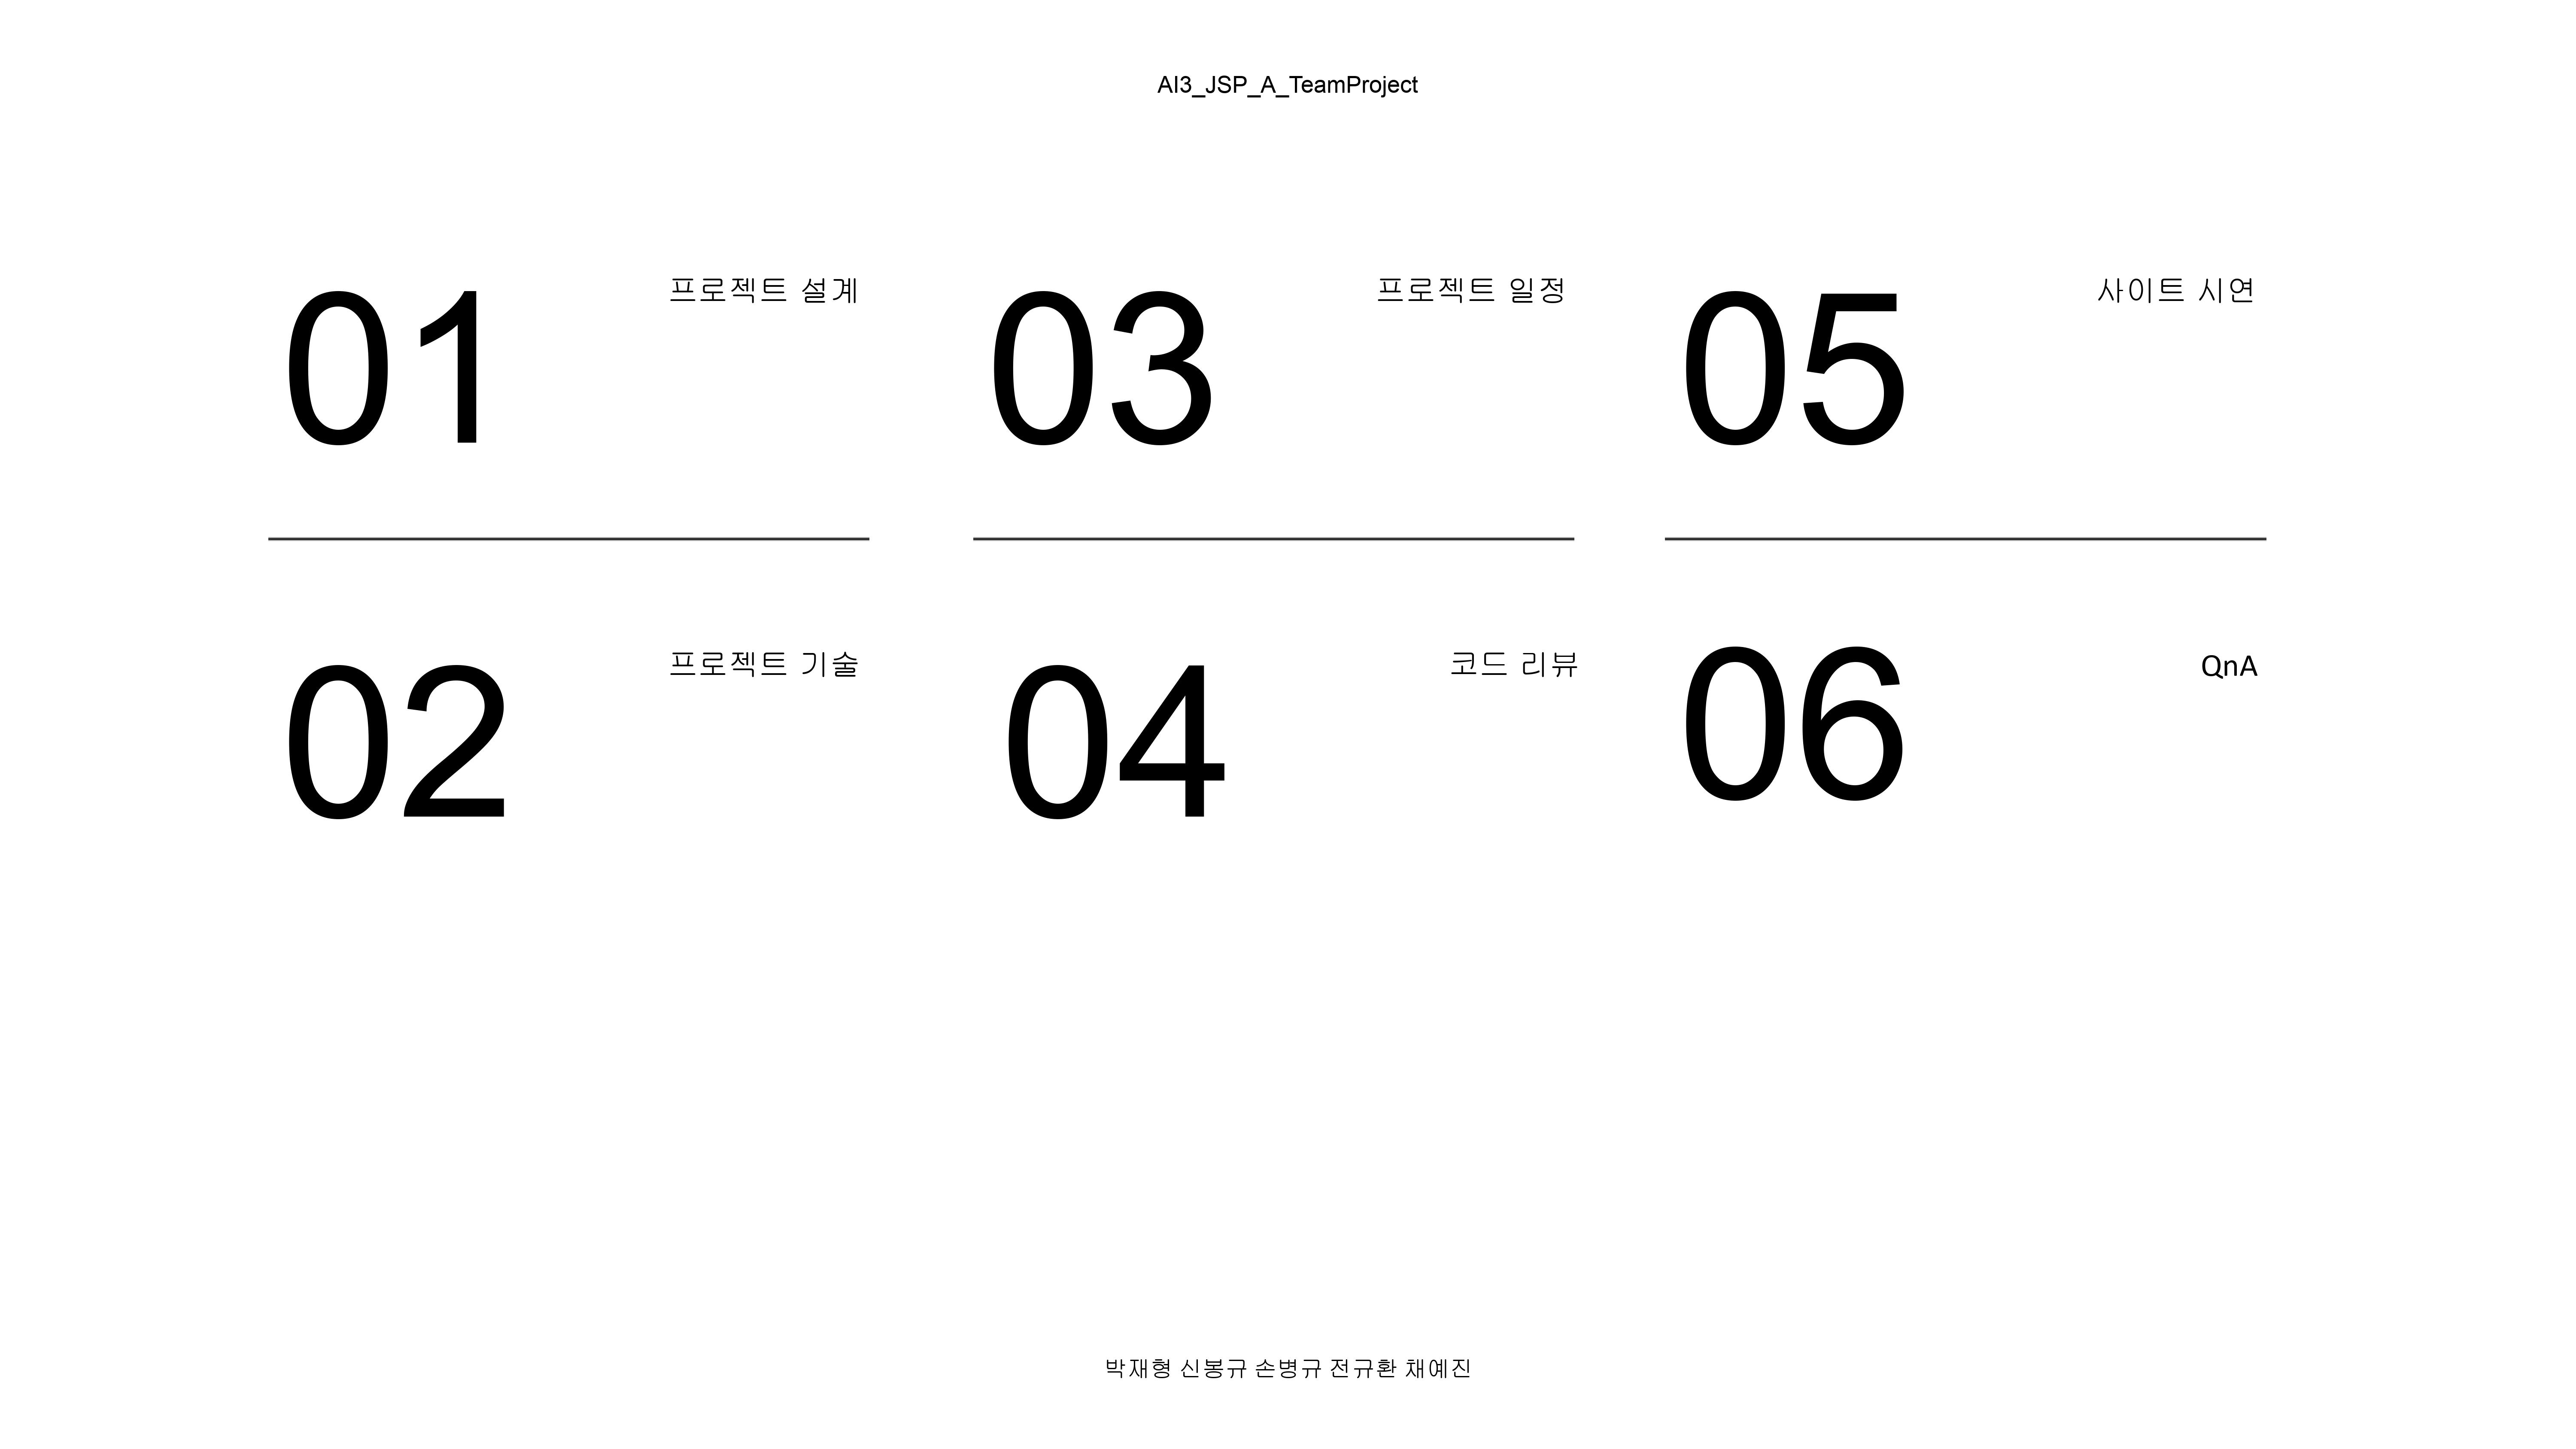 AI3_JSP_A_TeamProject
01
프로젝트 설계
02
프로젝트 기술
03
프로젝트 일정
04
코드 리뷰
05
사이트 시연
06
QnA
박재형 신봉규 손병규 전규환 채예진